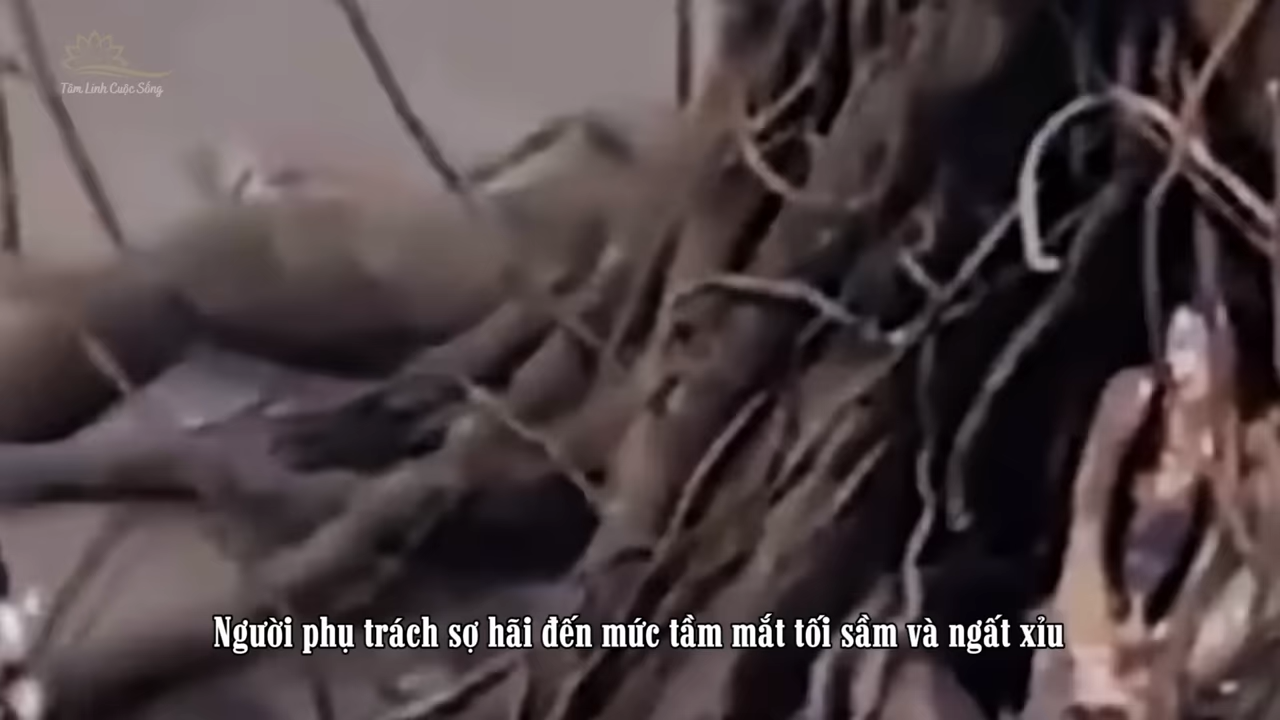 Tâm Linh Cuộc Sống
Người phụ trách sợ hãi đến mức tầm mắt tối sầm và ngất xỉu